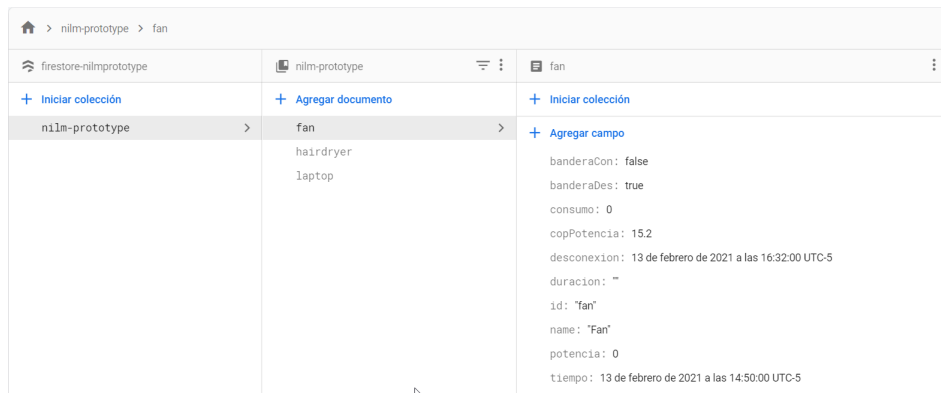 nilm-prototype > fan
firestore-nilmprototype
nilm-prototype
fan
+ Iniciar colección
+ Agregar documento
+ Iniciar colección
nilm-prototype
fan
hairdryer
laptop
+ Agregar campo
banderaCon: false
banderaDes: true
consumo: 0
copPotencia: 15.2
desconexion: 13 de febrero de 2021 a las 16:32:00 UTC-5
duracion: ""
id: "fan"
name: "Fan"
potencia: 0
tiempo: 13 de febrero de 2021 a las 14:50:00 UTC-5